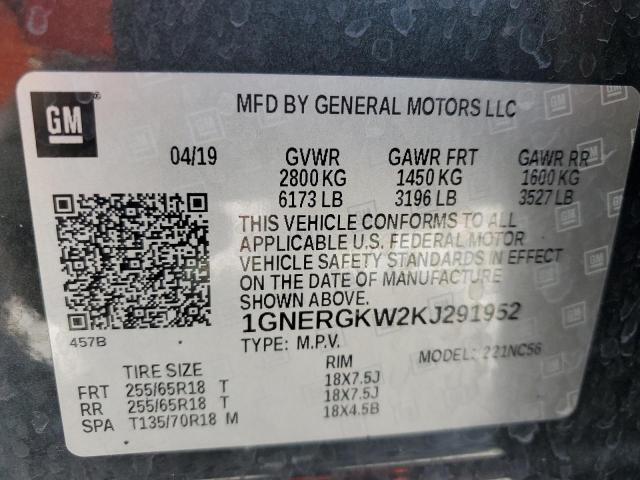 GM
MFD BY GENERAL MOTORS LLC
04/19 GVWR GAWR FRT GAWR RR
2800 KG 1450 KG 1600 KG
6173 LB 3196 LB 3527 LB
THIS VEHICLE CONFORMS TO ALL
APPLICABLE U.S. FEDERAL MOTOR
VEHICLE SAFETY STANDARDS IN EFFECT
ON THE DATE OF MANUFACTURE
SHOWN ABOVE.
1GNERGKW2KJ291952
457B
TYPE: M.P.V. MODEL: 221NC56
TIRE SIZE RIM
FRT 255/65R18 T 18X7.5J
RR 255/65R18 T 18X7.5J
SPA T135/70R18 M 18X4.5B